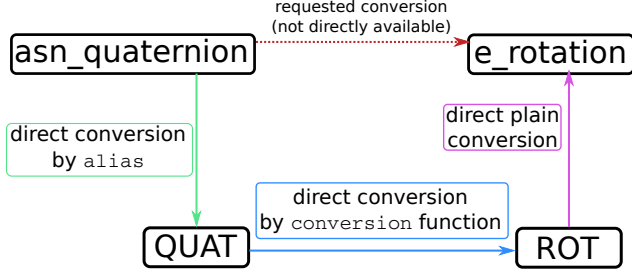 requested conversion
(not directly available)
asn_quaternion
e_rotation
direct conversion
by alias
direct plain
conversion
direct conversion
by conversion function
QUAT
ROT